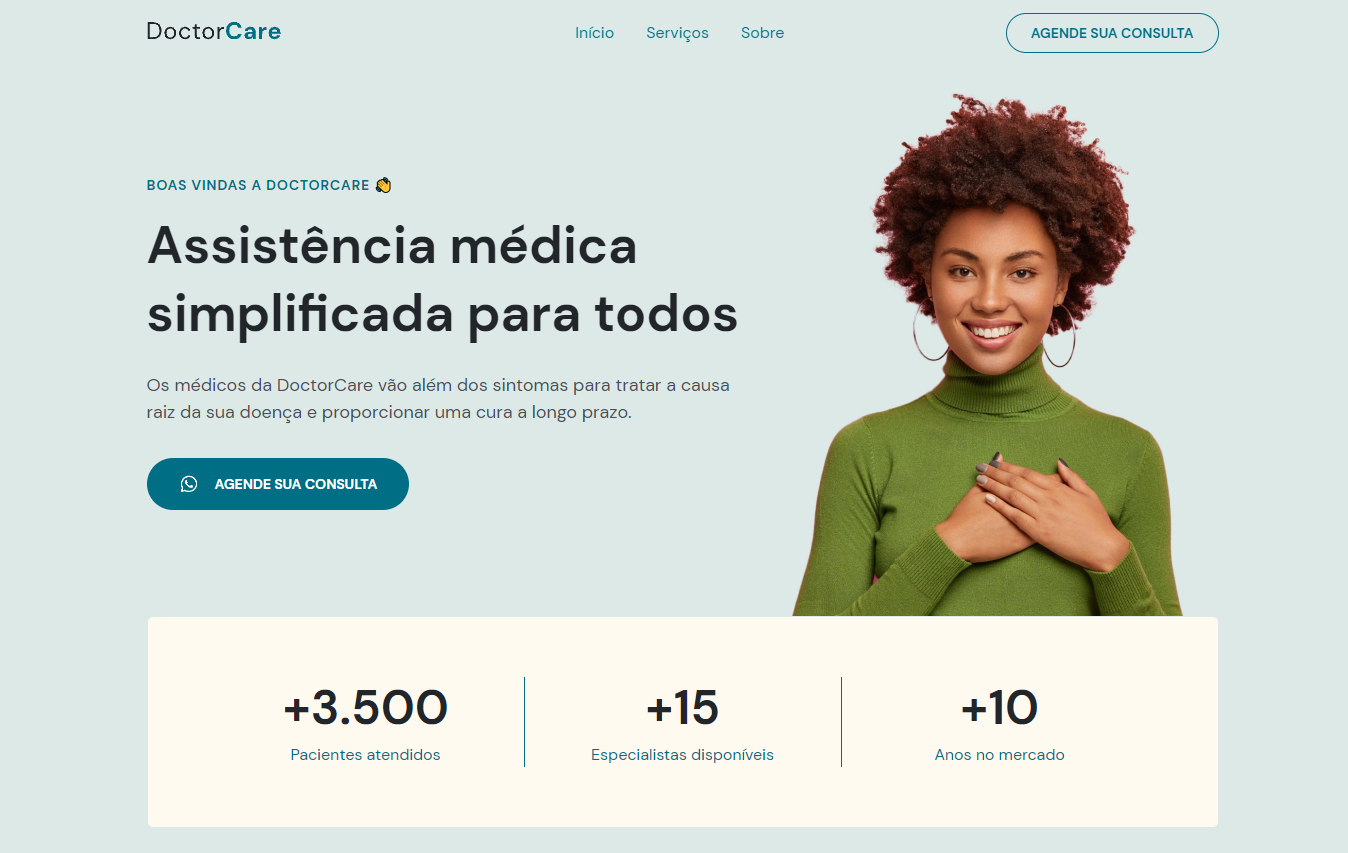 DoctorCare
Início Serviços Sobre
AGENDE SUA CONSULTA
BOAS VINDAS A DOCTORCARE 👏
Assistência médica
simplificada para todos
Os médicos da DoctorCare vão além dos sintomas para tratar a causa
raiz da sua doença e proporcionar uma cura a longo prazo.
AGENDE SUA CONSULTA
+3.500
Pacientes atendidos
+15
Especialistas disponíveis
+10
Anos no mercado